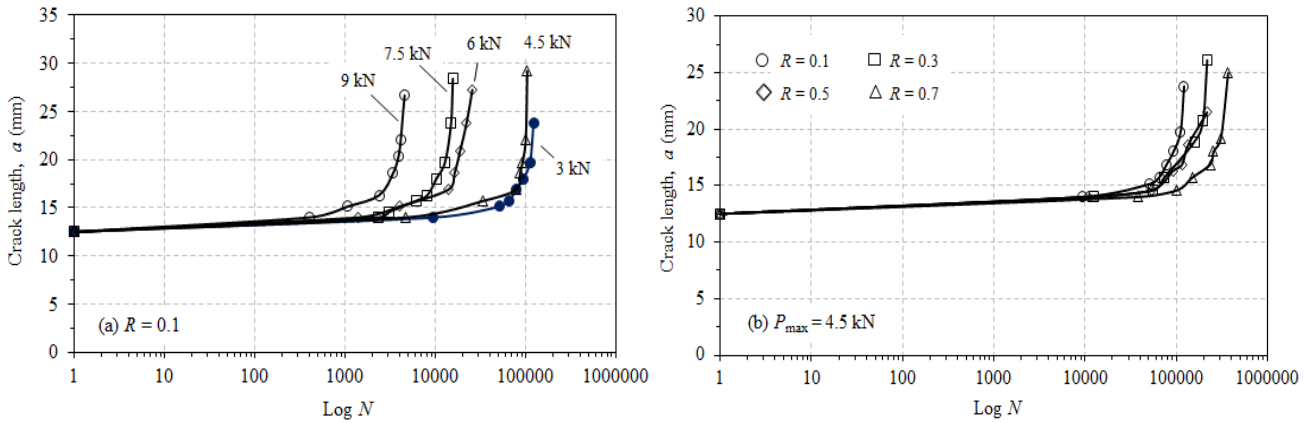 35
30
25
20
15
10
5
0
Crack length, a (mm)
9 kN
7.5 kN
6 kN
4.5 kN
3 kN
(a) R = 0.1
1
10
100
1000
10000
100000
1000000
Log N
30
25
20
15
10
5
0
Crack length, a (mm)
R = 0.1
R = 0.3
R = 0.5
R = 0.7
(b) Pmax = 4.5 kN
1
10
100
1000
10000
100000
1000000
Log N